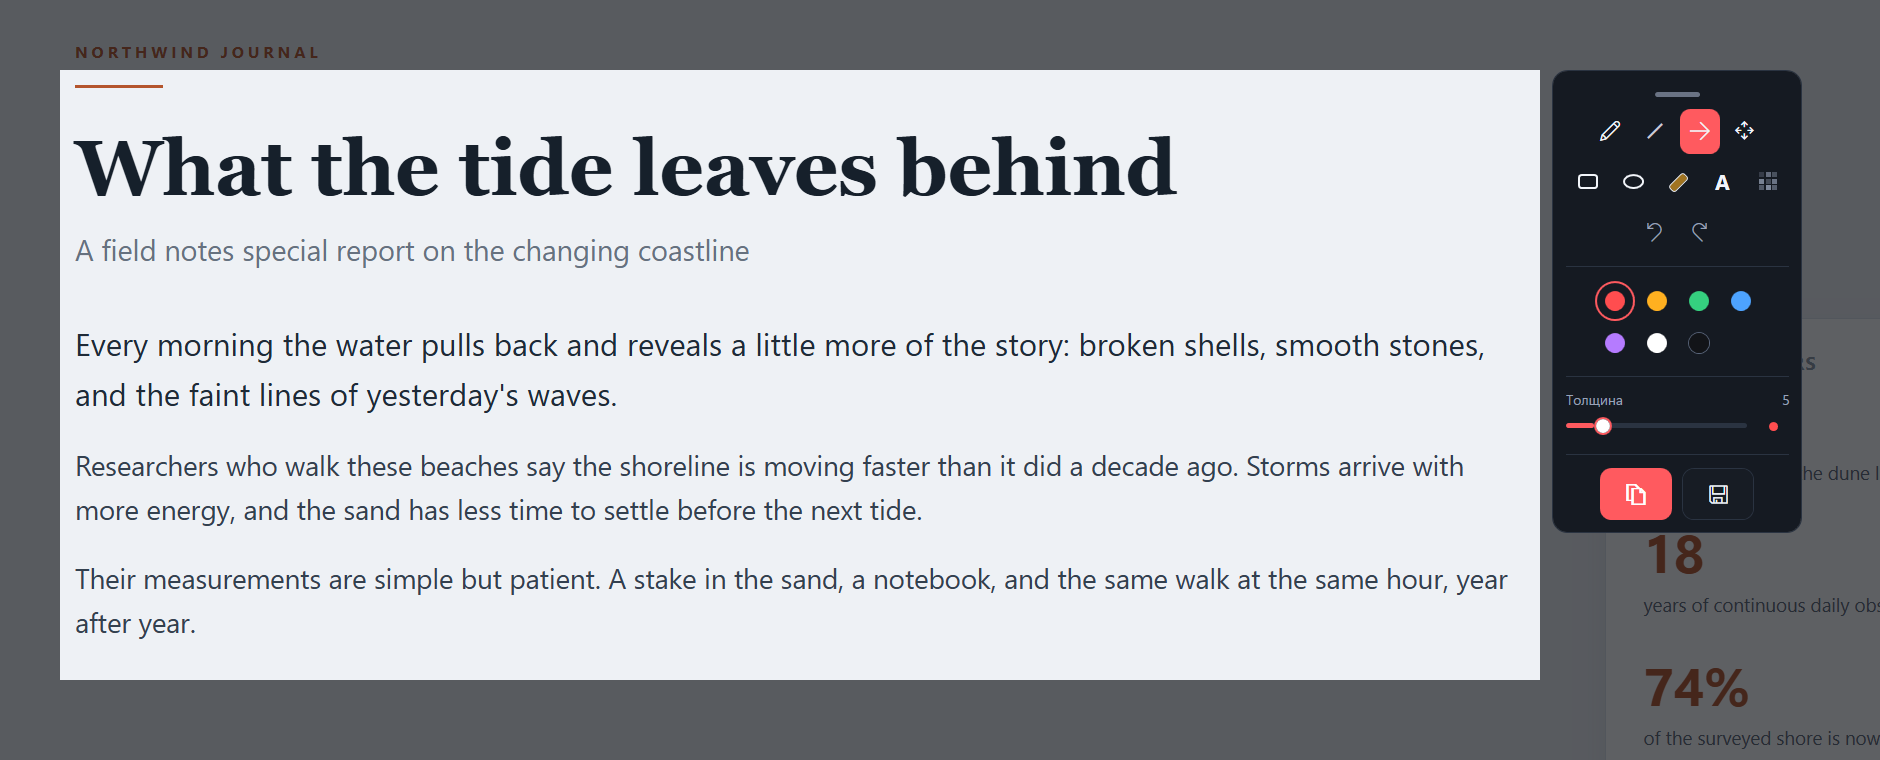 NORTHWIND JOURNAL
What the tide leaves behind
A field notes special report on the changing coastline
Every morning the water pulls back and reveals a little more of the story: broken shells, smooth stones,
and the faint lines of yesterday's waves.
Researchers who walk these beaches say the shoreline is moving faster than it did a decade ago. Storms arrive with
more energy, and the sand has less time to settle before the next tide.
Their measurements are simple but patient. A stake in the sand, a notebook, and the same walk at the same hour, year
after year.
A
Толщина 5
dune
18
years of continuous daily
74%
of the surveyed shore is now